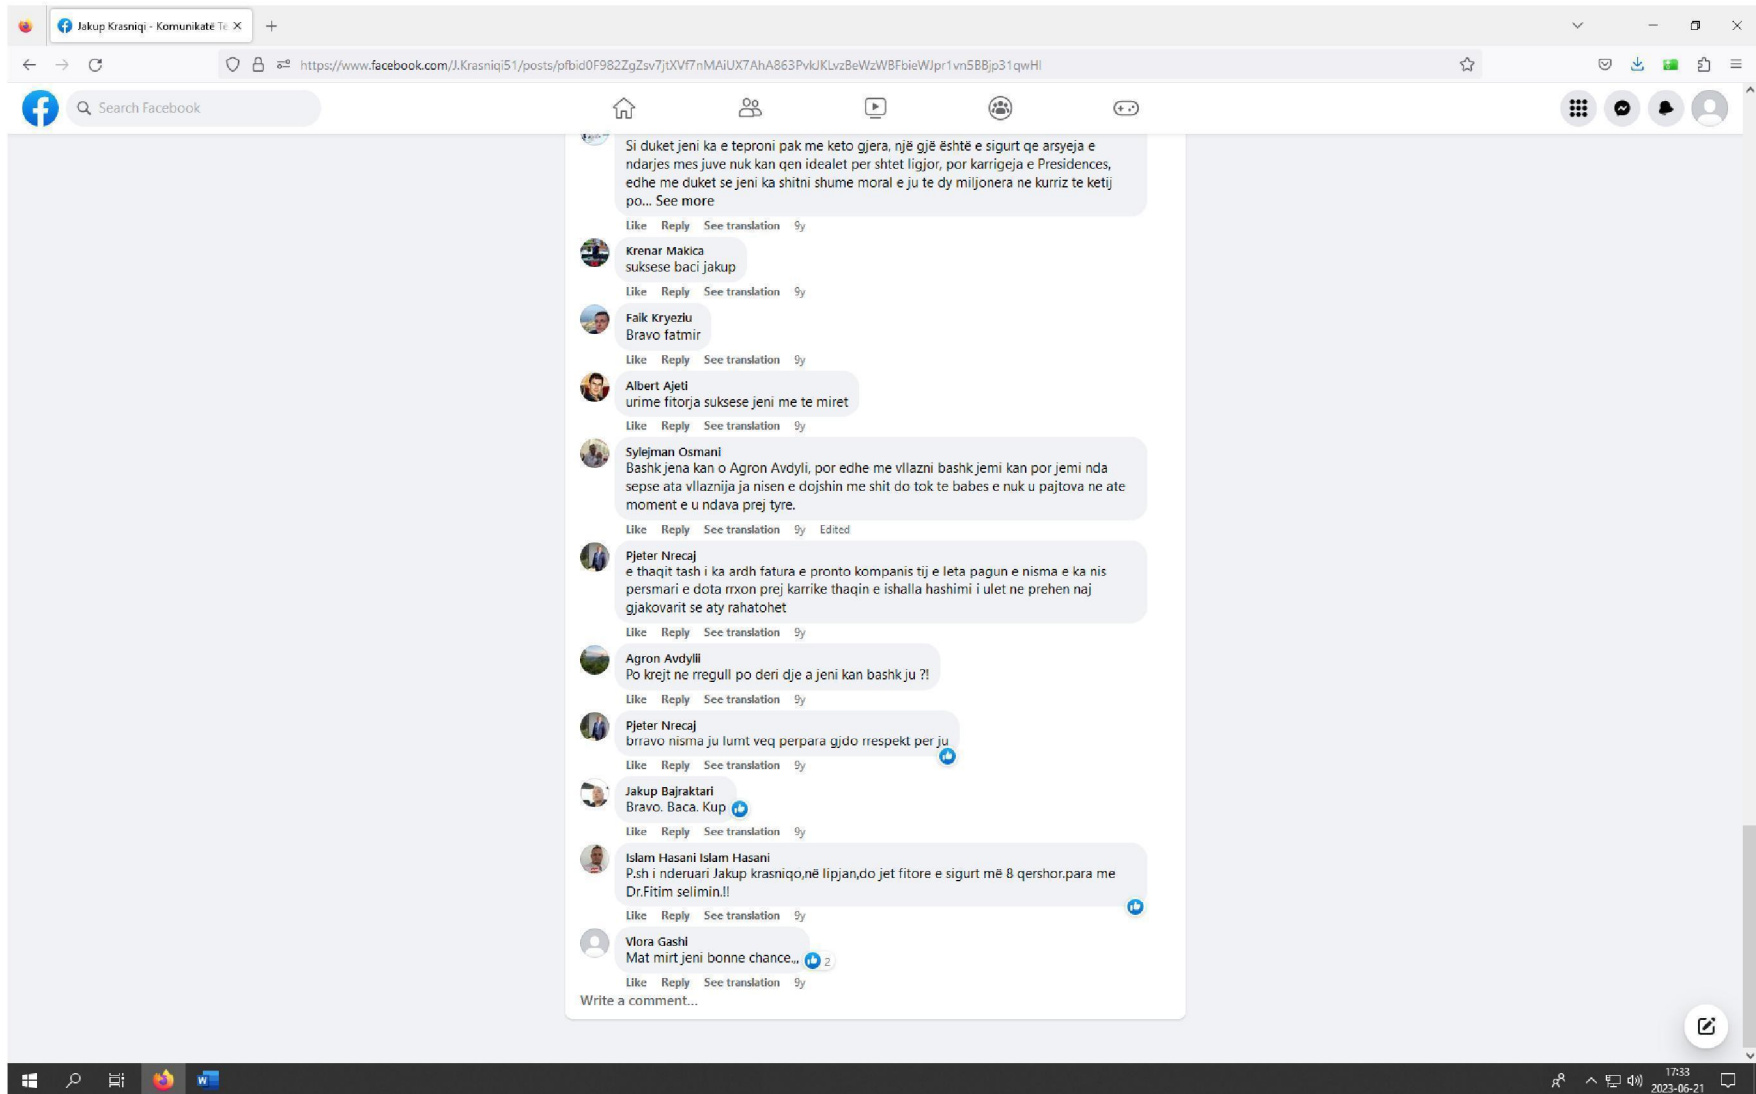 Jakup Krasniqi - Komunikatë Të
https://www.facebook.com/J.Krasniqi51/posts/pfbid0F982ZgZsv7jtXVf7nMAiUX7AhA863PvkJKLvzBeWzWBFbieWJpr1vn5BBjp31qwHl
Search Facebook
Si duket jeni ka e teproni pak me keto gjera, një gjë është e sigurt qe arsyeja e
ndarjes mes juve nuk kan qen idealet per shtet ligjor, por karrigeja e Presidences,
edhe me duket se jeni ka shitni shume moral e ju te dy miljonera ne kurriz te ketij
po... See more
Like Reply See translation 9y
Krenar Makica
suksese baci jakup
Like Reply See translation 9y
Faik Kryeziu
Bravo fatmir
Like Reply See translation 9y
Albert Ajeti
urime fitorja suksese jeni me te miret
Like Reply See translation 9y
Sylejman Osmani
Bashk jena kan o Agron Avdyli, por edhe me vllazni bashk jemi kan por jemi nda
sepse ata vllaznija ja nisen e dojshin me shit do tok te babes e nuk u pajtova ne ate
moment e u ndava prej tyre.
Like Reply See translation 9y Edited
Pjeter Nrecaj
e thaqit tash i ka ardh fatura e pronto kompanis tij e leta pagun e nisma e ka nis
persmari e dota rrxon prej karrike thaqin e ishalla hashimi i ulet ne prehen naj
gjakovarit se aty rahatohet
Like Reply See translation 9y
Agron Avdylii
Po krejt ne rregull po deri dje a jeni kan bashk ju ?!
Like Reply See translation 9y
Pjeter Nrecaj
brravo nisma ju lumt veq perpara gjdo rrespekt per ju
Like Reply See translation 9y
Jakup Bajraktari
Bravo. Baca. Kup
Like Reply See translation 9y
Islam Hasani Islam Hasani
P.sh i nderuari Jakup krasniqo,në lipjan,do jet fitore e sigurt më 8 qershor.para me
Dr.Fitim selimin.!!
Like Reply See translation 9y
Vlora Gashi
Mat mirt jeni bonne chance.,,
2
Like Reply See translation 9y
Write a comment...
17:33
2023-06-21